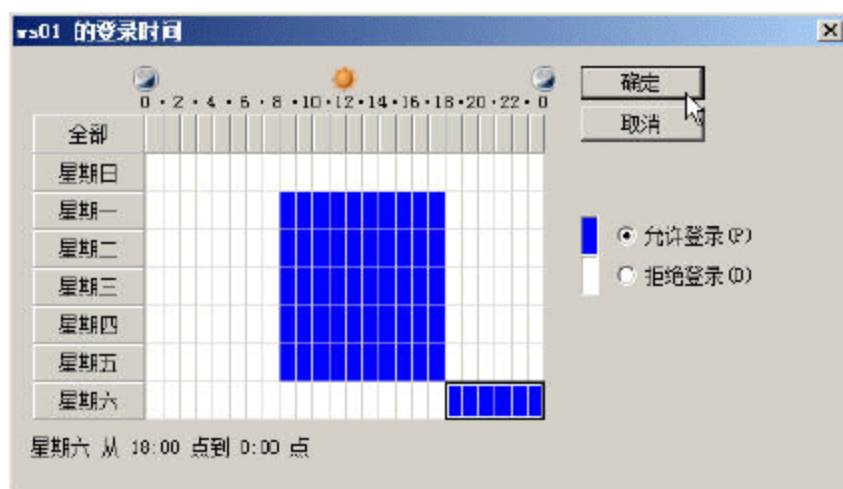 ws01 的登录时间
确定
0·2·4·6·8·10·12·14·16·18·20·22·0
取消
全部
星期日
星期一
星期二
允许登录(P)
星期三
拒绝登录(D)
星期四
星期五
星期六
星期六 从 18:00 点到 0:00 点